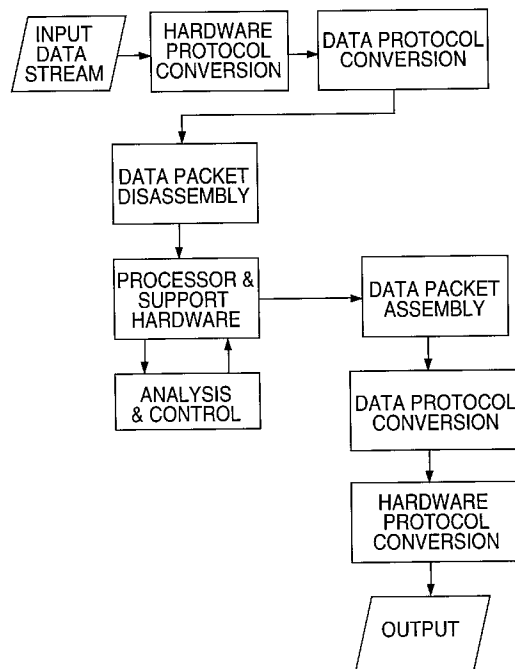 INPUT
DATA
STREAM
HARDWARE
PROTOCOL
CONVERSION
DATA PROTOCOL
CONVERSION
DATA PACKET
DISASSEMBLY
PROCESSOR &
SUPPORT
HARDWARE
DATA PACKET
ASSEMBLY
ANALYSIS
& CONTROL
DATA PROTOCOL
CONVERSION
HARDWARE
PROTOCOL
CONVERSION
OUTPUT